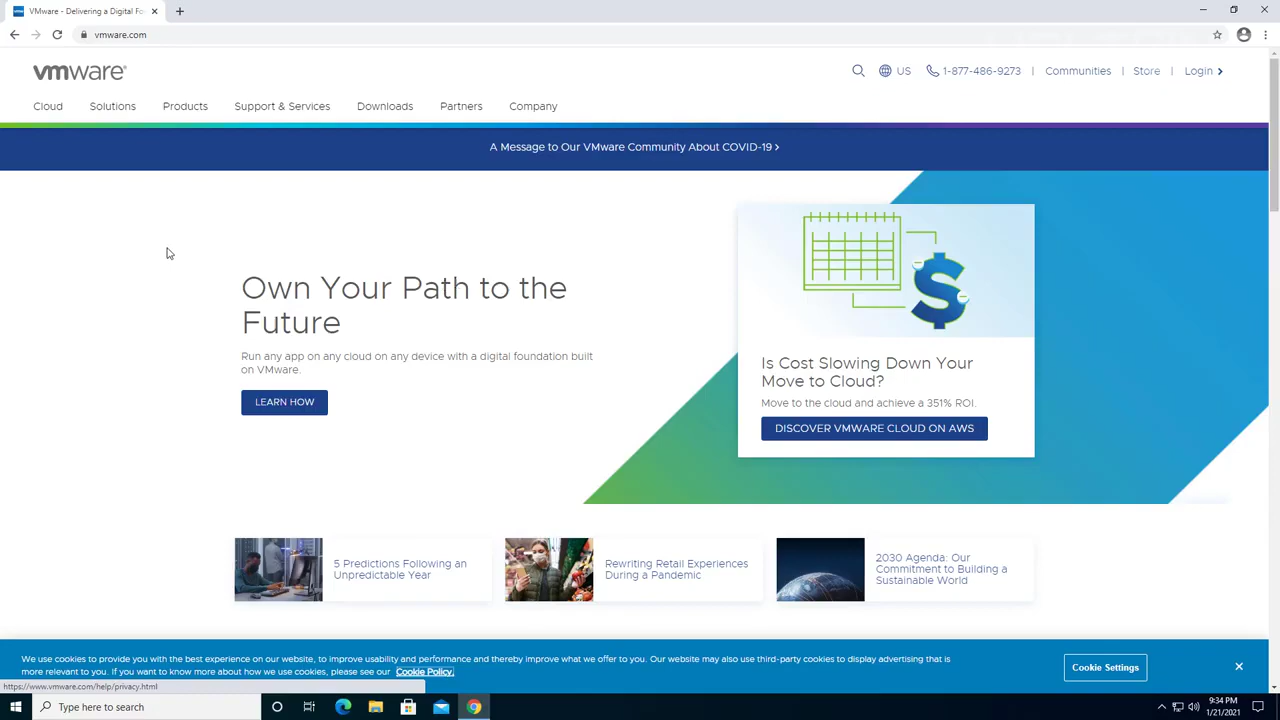 VMware - Delivering a Digital Fo
vmware.com
vmware
US
1-877-486-9273
Communities
Store
Login
Cloud
Solutions
Products
Support & Services
Downloads
Partners
Company
A Message to Our VMware Community About COVID-19
Own Your Path to the
Future
Run any app on any cloud on any device with a digital foundation built
on VMware.
LEARN HOW
$
Is Cost Slowing Down Your
Move to Cloud?
Move to the cloud and achieve a 351% ROI.
DISCOVER VMWARE CLOUD ON AWS
5 Predictions Following an
Unpredictable Year
Rewriting Retail Experiences
During a Pandemic
2030 Agenda: Our
Commitment to Building a
Sustainable World
We use cookies to provide you with the best experience on our website, to improve usability and performance and thereby improve what we offer to you. Our website may also use third-party cookies to display advertising that is
more relevant to you. If you want to know more about how we use cookies, please see our Cookie Policy.
Cookie Settings
https://www.vmware.com/help/privacy.html
Type here to search
9:34 PM
1/21/2021